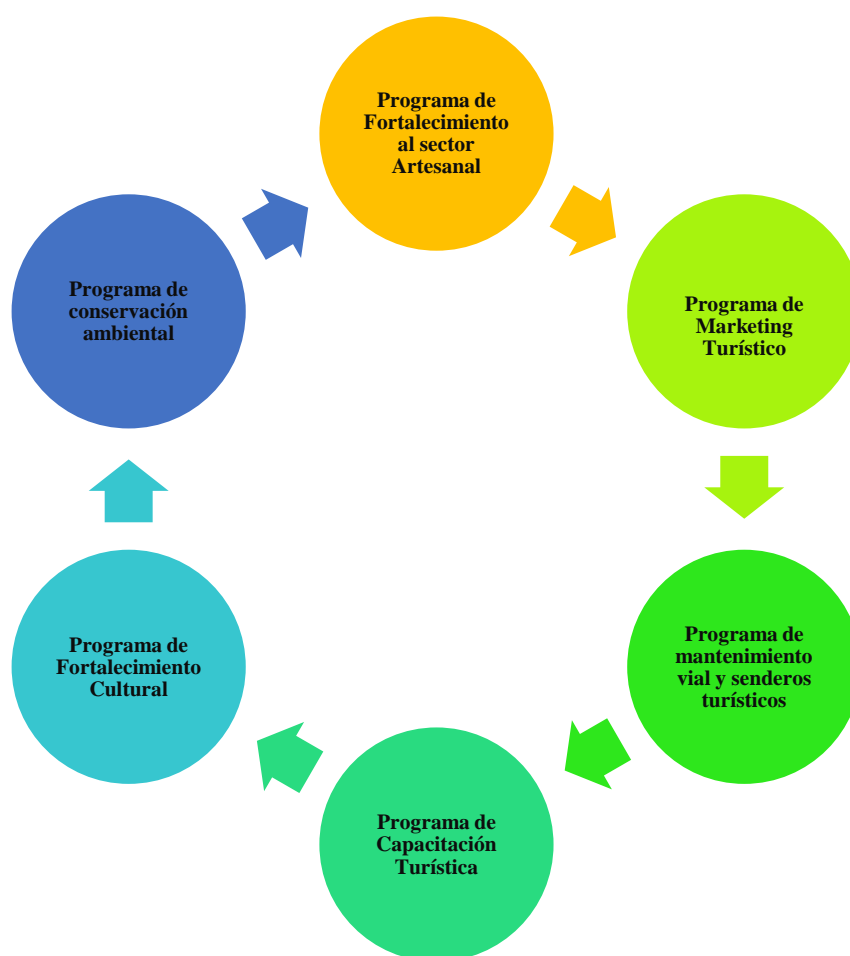 Programa de
Fortalecimiento
al sector
Artesanal
Programa de
Marketing
Turístico
Programa de
mantenimiento
vial y senderos
turísticos
Programa de
Capacitación
Turística
Programa de
Fortalecimiento
Cultural
Programa de
conservación
ambiental